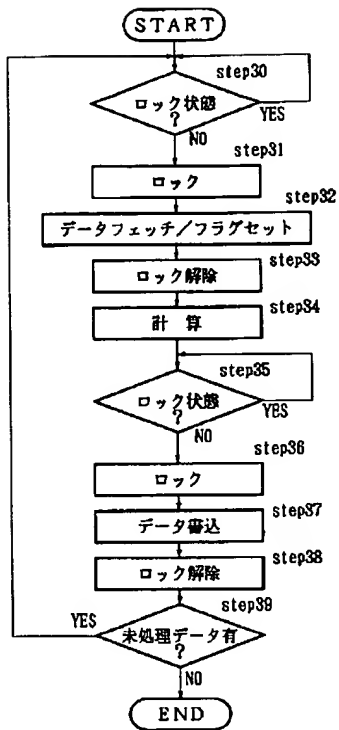 START
step30
ロック状態
?
YES
NO
step31
ロック
step32
データフェッチ／フラグセット
step33
ロック解除
step34
計 算
step35
ロック状態
?
YES
NO
step36
ロック
step37
データ書込
step38
ロック解除
step39
YES
未処理データ有
?
NO
END